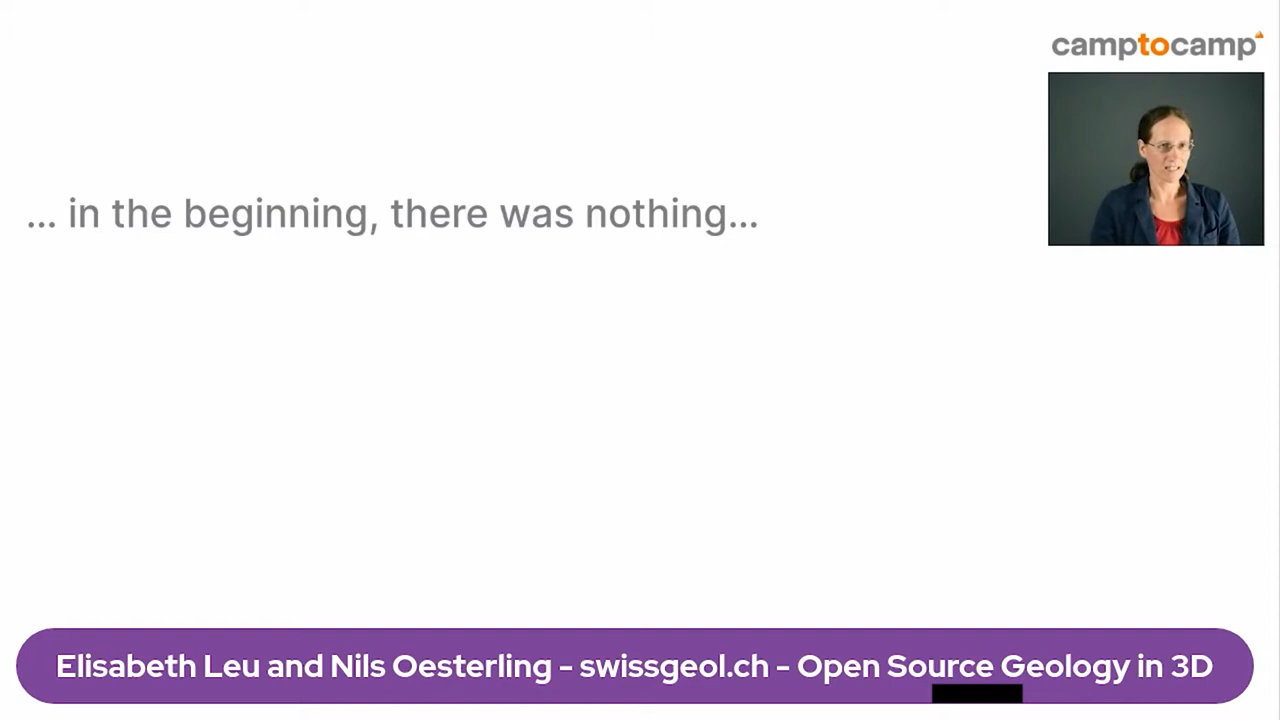 camptocamp
... in the beginning, there was nothing...
Elisabeth Leu and Nils Oesterling - swissgeol.ch - Open Source Geology in 3D